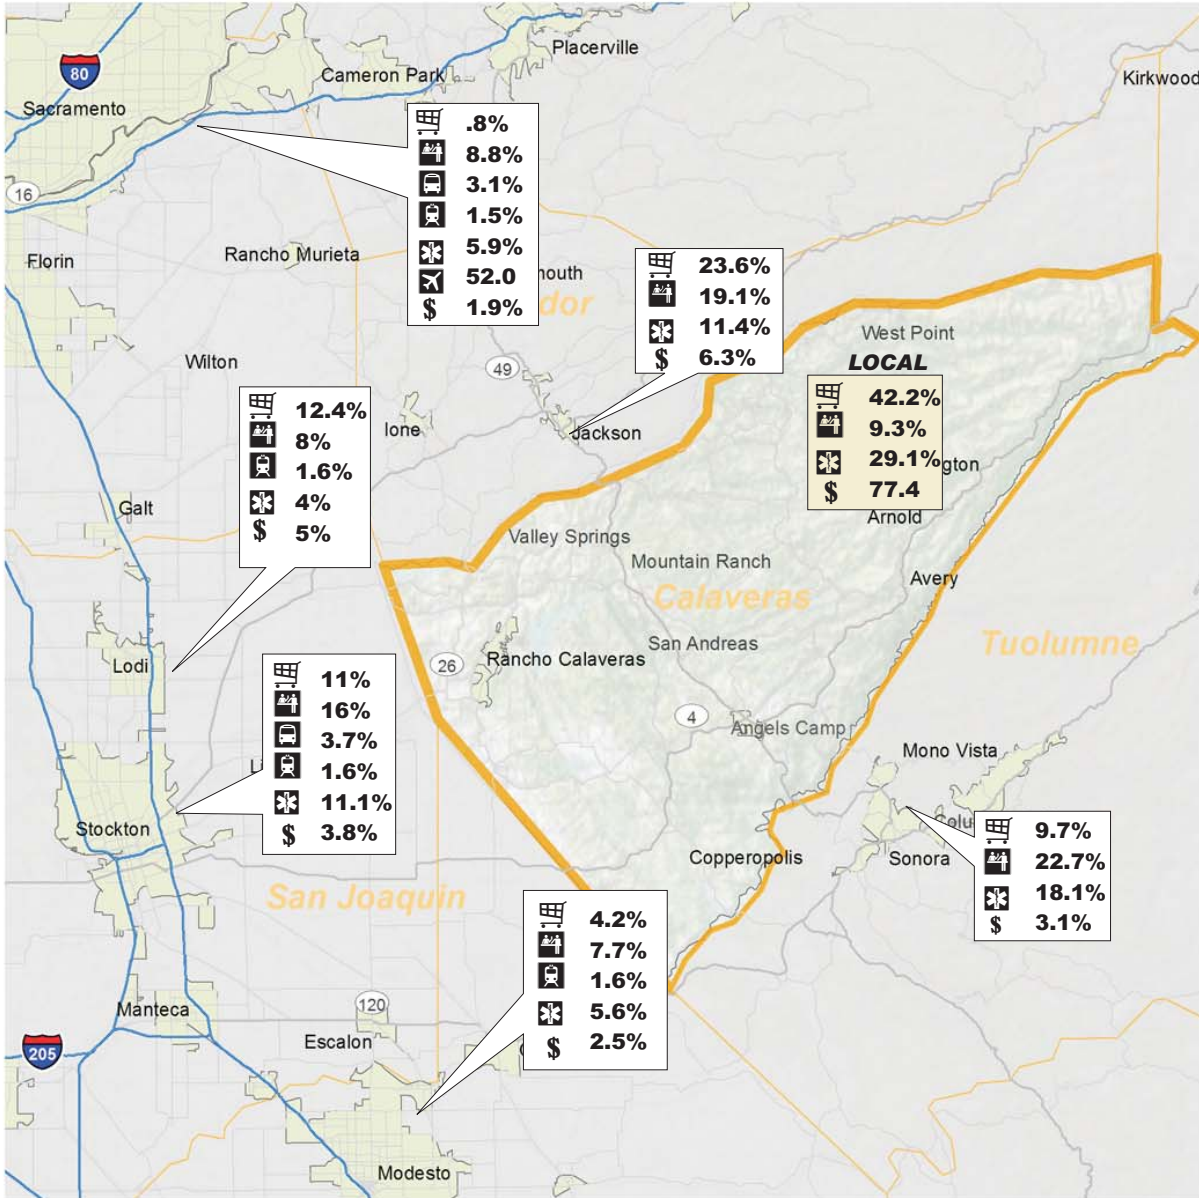 Placerville
80
Cameron Park
Kirkwood
Sacramento
.8%
8.8%
3.1%
1.5%
5.9%
52.0
$ 1.9%
16
Florin
Rancho Murieta
mouth
dor
23.6%
19.1%
11.4%
$ 6.3%
West Point
LOCAL
42.2%
9.3%
29.1%
$ 77.4
gton
Arnold
Wilton
49
12.4%
8%
1.6%
4%
$ 5%
Ione
Jackson
Galt
Valley Springs
Mountain Ranch
Avery
Calaveras
Tuolumne
San Andreas
Lodi
26
Rancho Calaveras
11%
16%
3.7%
1.6%
11.1%
$ 3.8%
4
Angels Camp
Mono Vista
Li
Stockton
Colu
Copperopolis
Sonora
9.7%
22.7%
18.1%
$ 3.1%
San Joaquin
4.2%
7.7%
1.6%
5.6%
$ 2.5%
120
Manteca
Escalon
205
Modesto